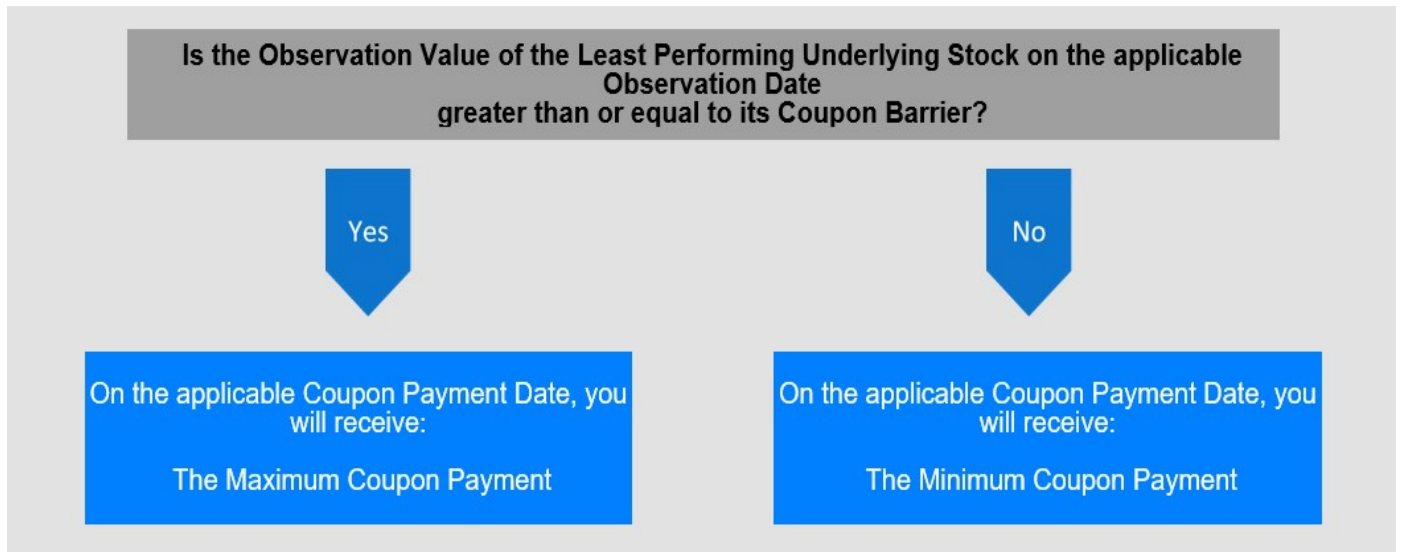 Is the Observation Value of the Least Performing Underlying Stock on the applicable
Observation Date
greater than or equal to its Coupon Barrier?
Yes
No
On the applicable Coupon Payment Date, you
will receive:
The Maximum Coupon Payment
On the applicable Coupon Payment Date, you
will receive:
The Minimum Coupon Payment